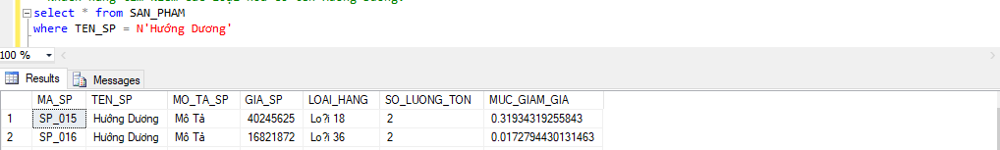 select * from SAN_PHAM
where TEN_SP = N'Hướng Dương'
100 %
Results Messages
MA_SP TEN_SP MO_TA_SP GIA_SP LOAI_HANG SO_LUONG_TON MUC_GIAM_GIA
1 SP_015 Hướng Dương Mô Tả 40245625 Lo?i 18 2 0.31934319255843
2 SP_016 Hướng Dương Mô Tả 16821872 Lo?i 36 2 0.0172794430131463